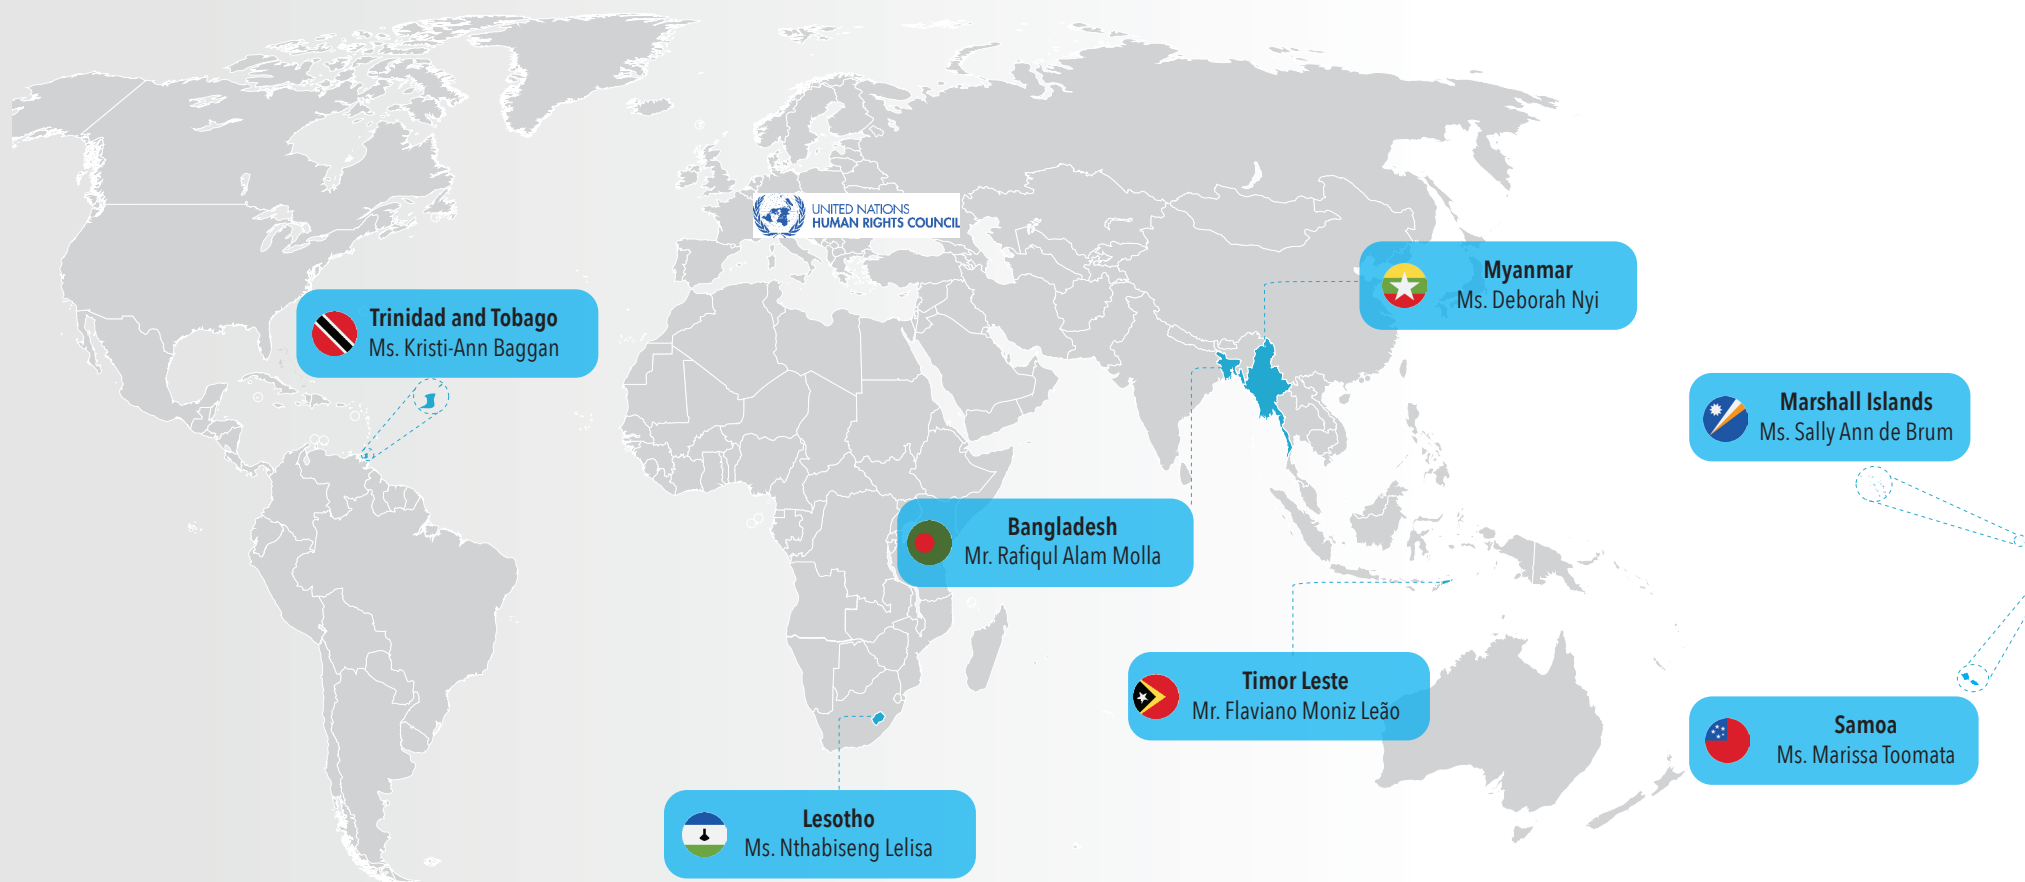 UNITED NATIONS
HUMAN RIGHTS COUNCIL
Myanmar
Ms. Deborah Nyi
Trinidad and Tobago
Ms. Kristi-Ann Baggan
Marshall Islands
Ms. Sally Ann de Brum
Bangladesh
Mr. Rafiqul Alam Molla
Timor Leste
Mr. Flaviano Moniz Leão
Samoa
Ms. Marissa Toomata
Lesotho
Ms. Nthabiseng Lelisa